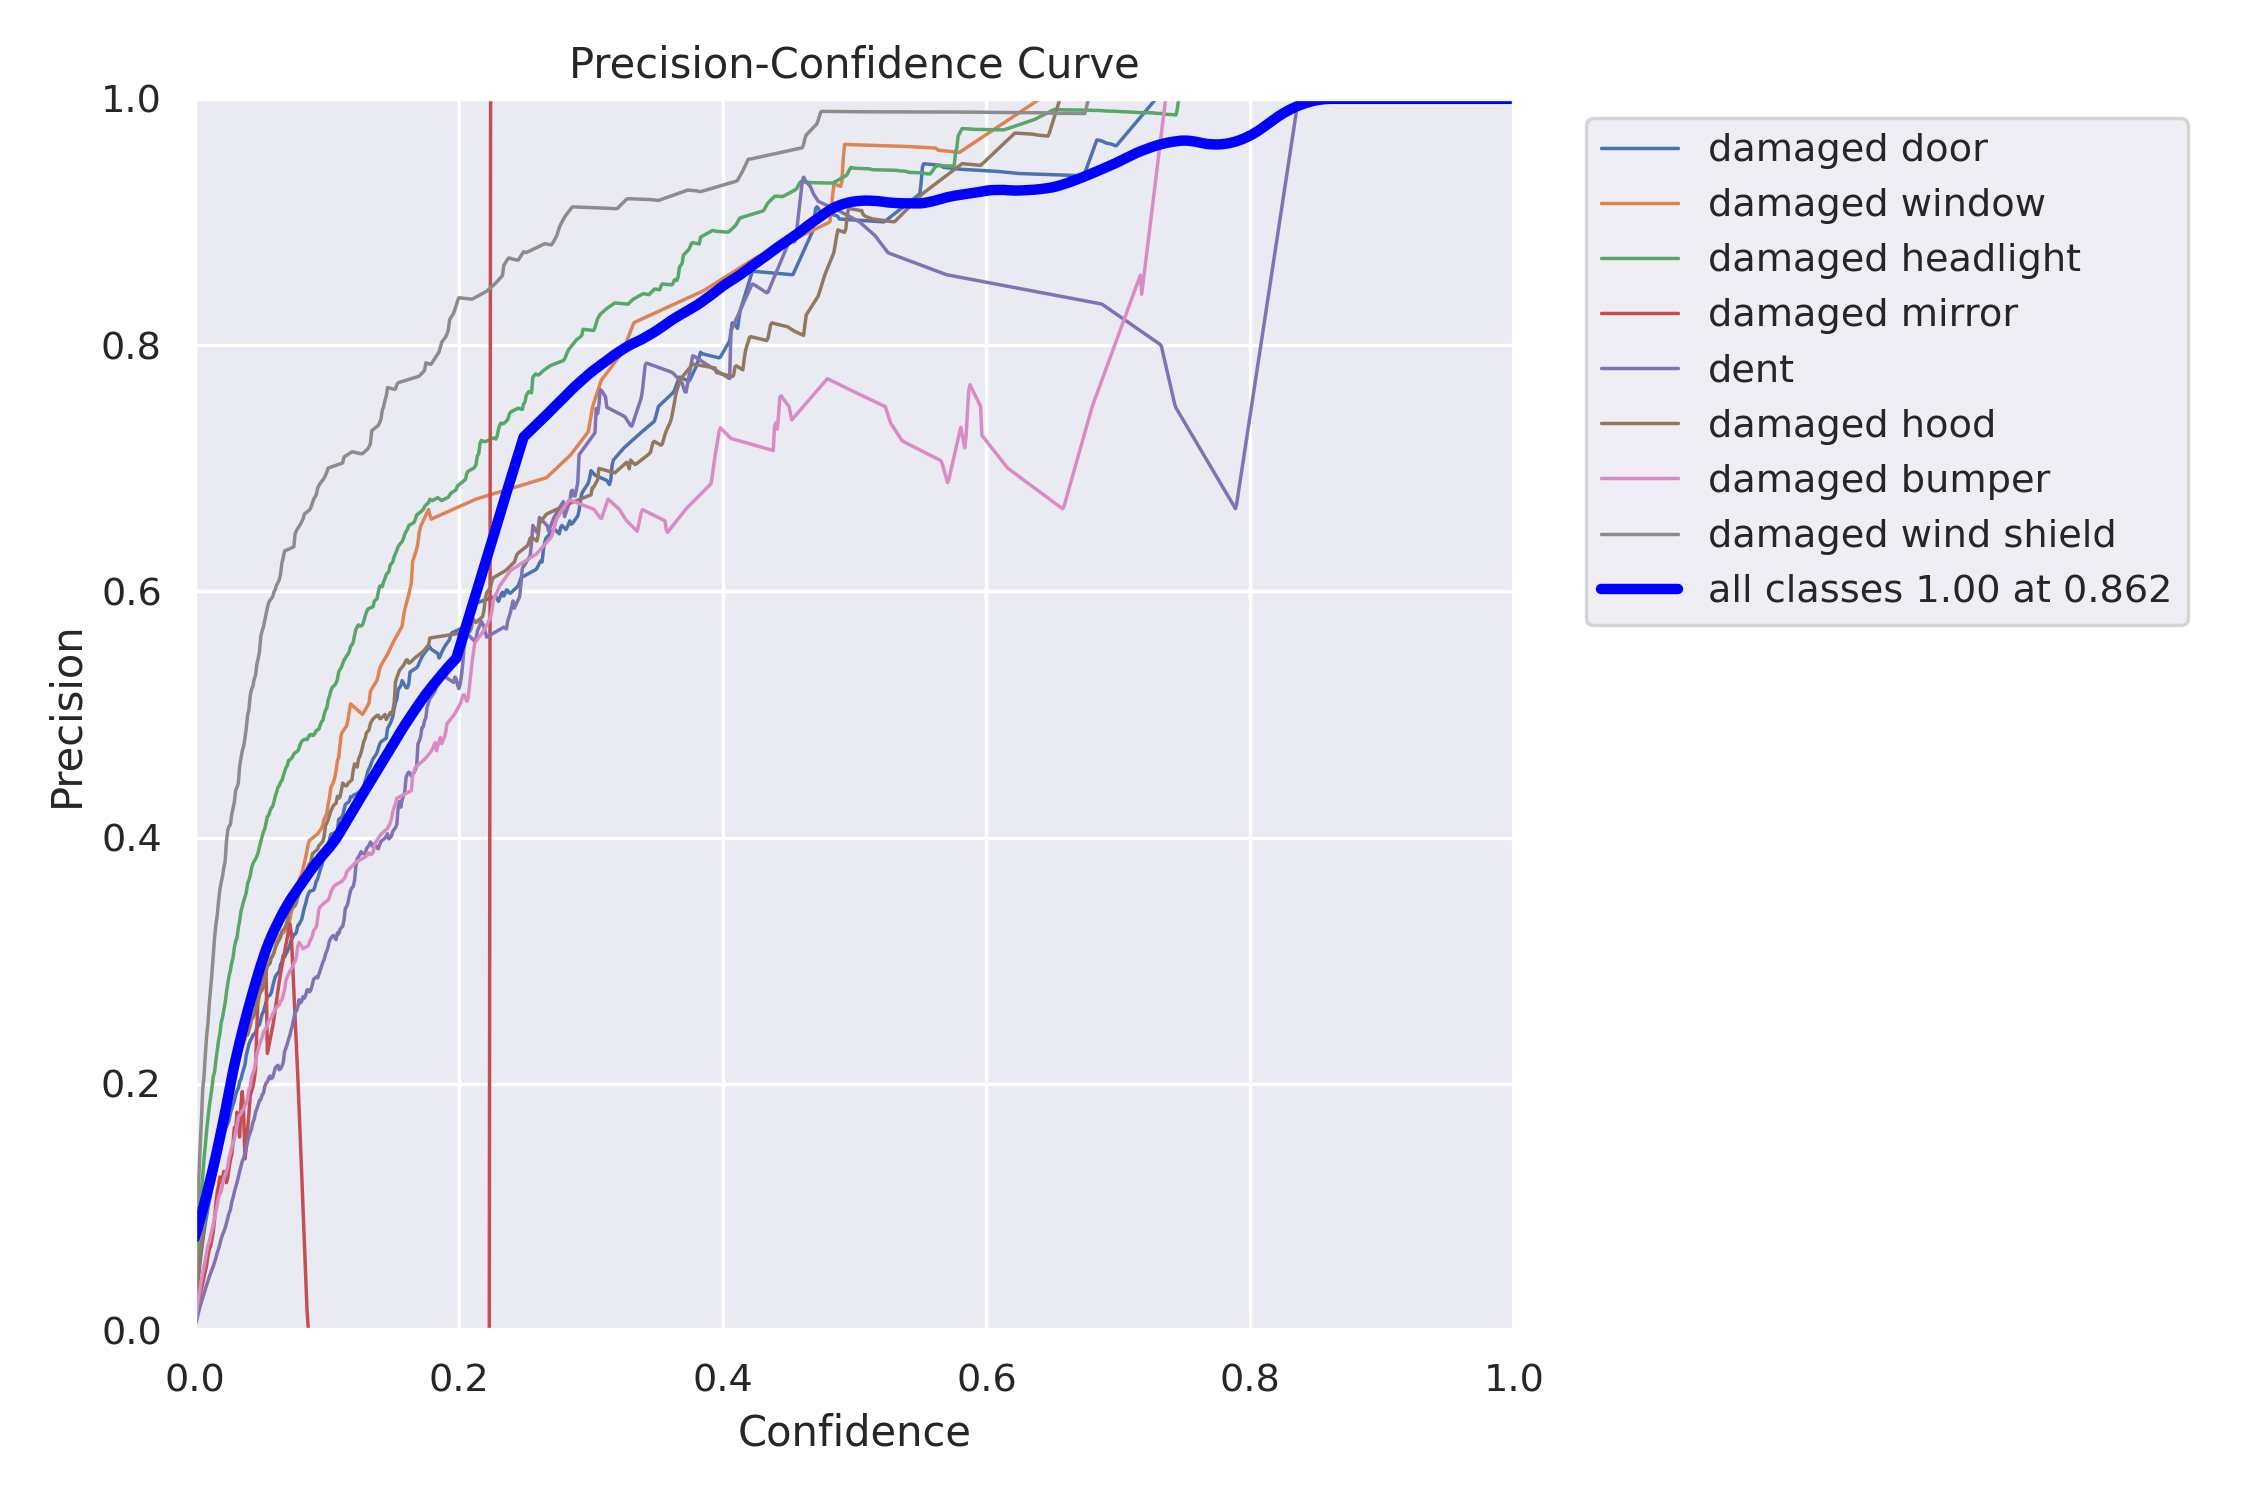 Precision-Confidence Curve
1.0
0.8
0.6
0.4
0.2
0.0
Precision
0.0 0.2 0.4 0.6 0.8 1.0
Confidence
damaged door
damaged window
damaged headlight
damaged mirror
dent
damaged hood
damaged bumper
damaged wind shield
all classes 1.00 at 0.862